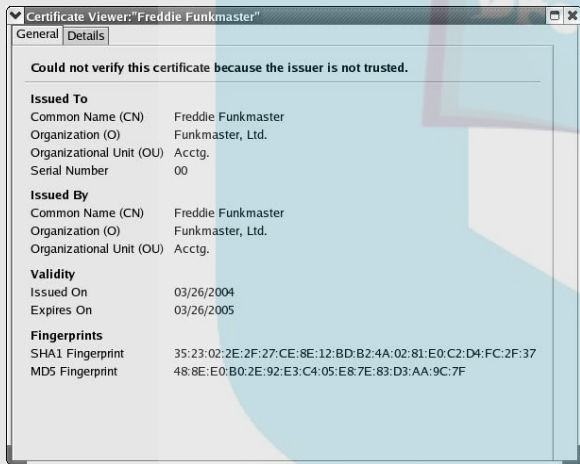 Certificate Viewer:"Freddie Funkmaster"
General Details
Could not verify this certificate because the issuer is not trusted.
Issued To
Common Name (CN) Freddie Funkmaster
Organization (O) Funkmaster, Ltd.
Organizational Unit (OU) Acctg.
Serial Number 00
Issued By
Common Name (CN) Freddie Funkmaster
Organization (O) Funkmaster, Ltd.
Organizational Unit (OU) Acctg.
Validity
Issued On 03/26/2004
Expires On 03/26/2005
Fingerprints
SHA1 Fingerprint 35:23:02:2E:2F:27:CE:8E:12:BD:B2:4A:02:81:E0:C2:D4:FC:2F:37
MD5 Fingerprint 48:8E:E0:B0:2E:92:E3:C4:05:E8:7E:83:D3:AA:9C:7F